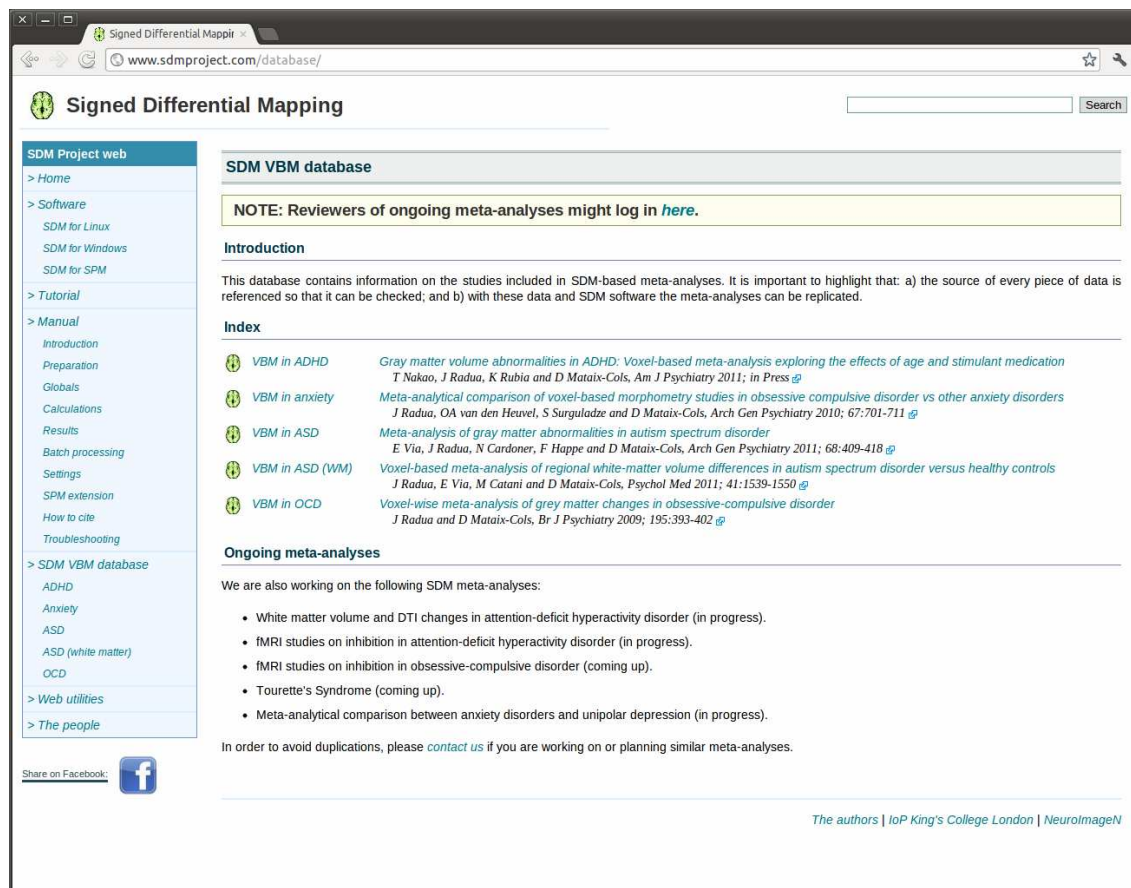 Signed Differential Mappir
www.sdmproject.com/database/
Signed Differential Mapping
Search
SDM Project web
> Home
> Software
SDM for Linux
SDM for Windows
SDM for SPM
> Tutorial
> Manual
Introduction
Preparation
Globals
Calculations
Results
Batch processing
Settings
SPM extension
How to cite
Troubleshooting
> SDM VBM database
ADHD
Anxiety
ASD
ASD (white matter)
OCD
> Web utilities
> The people
Share on Facebook:
SDM VBM database
NOTE: Reviewers of ongoing meta-analyses might log in here.
Introduction
This database contains information on the studies included in SDM-based meta-analyses. It is important to highlight that: a) the source of every piece of data is
referenced so that it can be checked; and b) with these data and SDM software the meta-analyses can be replicated.
Index
VBM in ADHD Gray matter volume abnormalities in ADHD: Voxel-based meta-analysis exploring the effects of age and stimulant medication
T Nakao, J Radua, K Rubia and D Mataix-Cols, Am J Psychiatry 2011; in Press
VBM in anxiety Meta-analytical comparison of voxel-based morphometry studies in obsessive compulsive disorder vs other anxiety disorders
J Radua, OA van den Heuvel, S Surguladze and D Mataix-Cols, Arch Gen Psychiatry 2010; 67:701-711
VBM in ASD Meta-analysis of gray matter abnormalities in autism spectrum disorder
E Via, J Radua, N Cardoner, F Happe and D Mataix-Cols, Arch Gen Psychiatry 2011; 68:409-418
VBM in ASD (WM) Voxel-based meta-analysis of regional white-matter volume differences in autism spectrum disorder versus healthy controls
J Radua, E Via, M Catani and D Mataix-Cols, Psychol Med 2011; 41:1539-1550
VBM in OCD Voxel-wise meta-analysis of grey matter changes in obsessive-compulsive disorder
J Radua and D Mataix-Cols, Br J Psychiatry 2009; 195:393-402
Ongoing meta-analyses
We are also working on the following SDM meta-analyses:
• White matter volume and DTI changes in attention-deficit hyperactivity disorder (in progress).
• fMRI studies on inhibition in attention-deficit hyperactivity disorder (in progress).
• fMRI studies on inhibition in obsessive-compulsive disorder (coming up).
• Tourette's Syndrome (coming up).
• Meta-analytical comparison between anxiety disorders and unipolar depression (in progress).
In order to avoid duplications, please contact us if you are working on or planning similar meta-analyses.
The authors | IoP King's College London | NeuroImageN